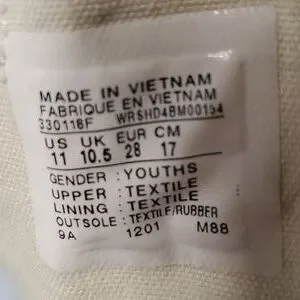 MADE IN VIETNAM
FABRIQUE EN VIETNAM
330118F WRSHD4BM00154
US UK EUR CM
11 10.5 28 17
GENDER : YOUTHS
UPPER : TEXTILE
LINING : TEXTILE
OUTSOLE : TEXTILE/RUBBER
9A 1201 M88